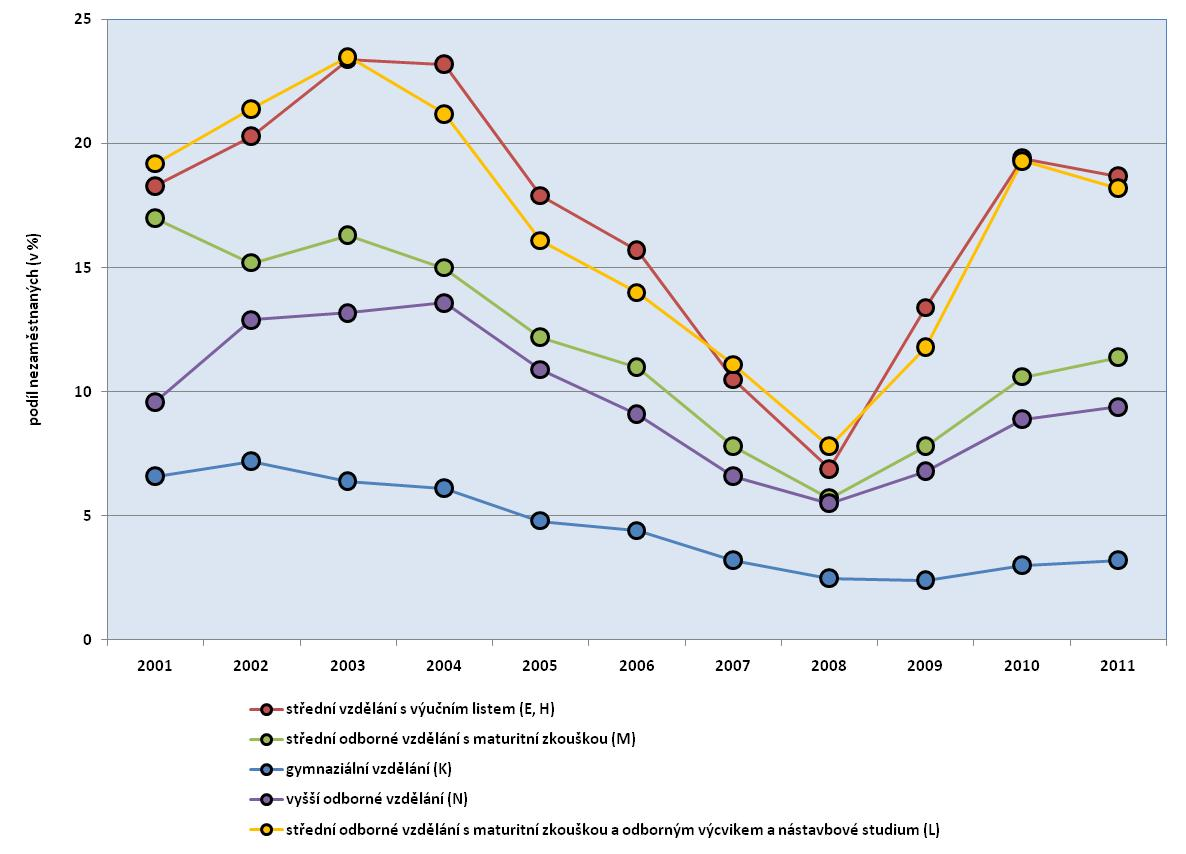 25
20
15
10
5
0
podíl nezaměstnaných (v %)
2001 2002 2003 2004 2005 2006 2007 2008 2009 2010 2011
střední vzdělání s výučním listem (E, H)
střední odborné vzdělání s maturitní zkouškou (M)
gymnaziální vzdělání (K)
vyšší odborné vzdělání (N)
střední odborné vzdělání s maturitní zkouškou a odborným výcvikem a nástavbové studium (L)